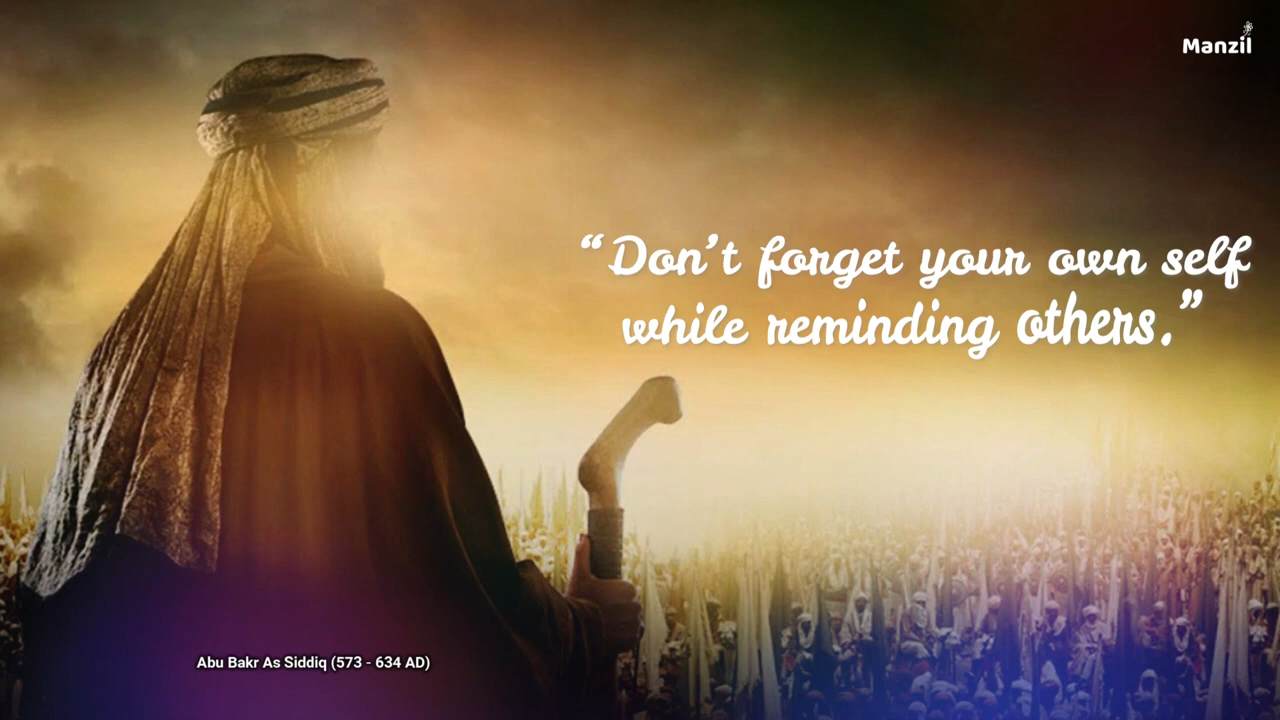 Manzil
“Don’t forget your own self
while reminding others.”
Abu Bakr As Siddiq (573 - 634 AD)